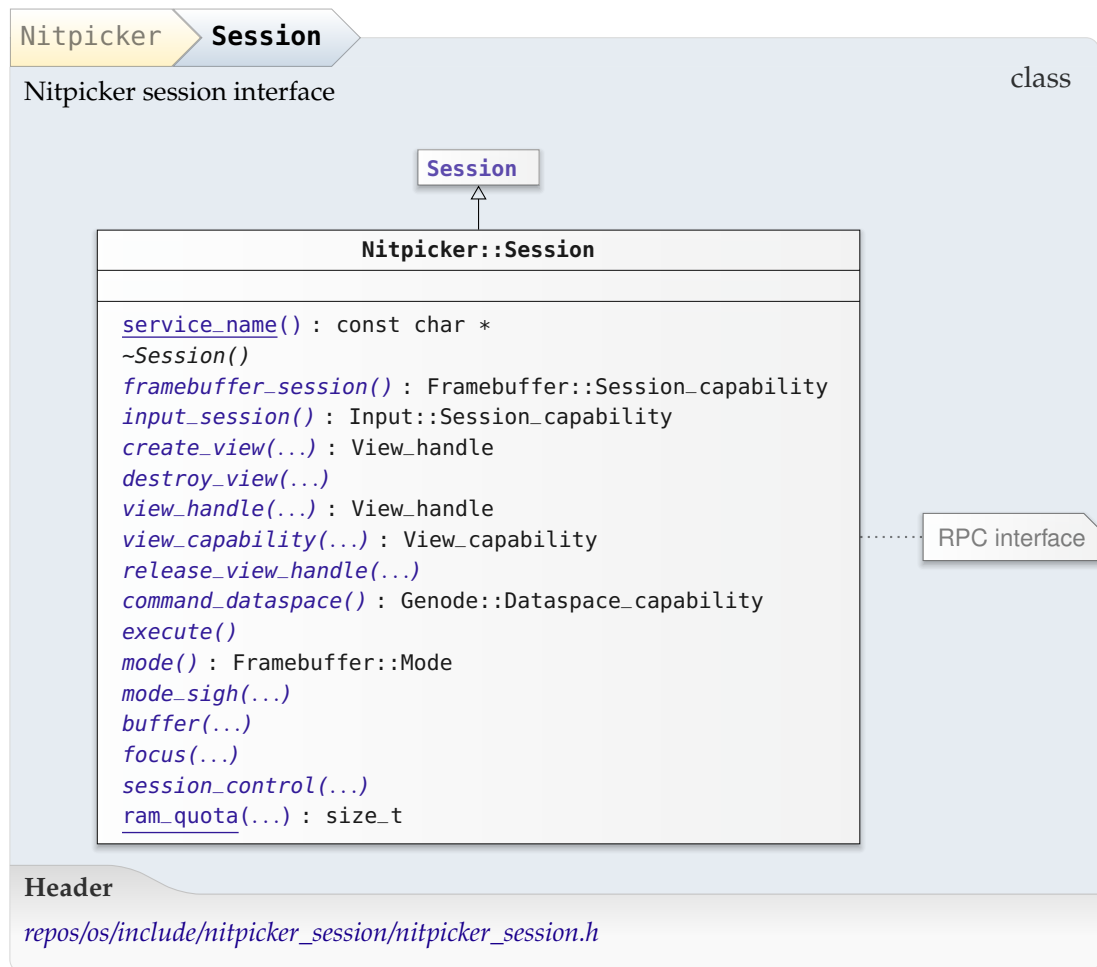 Nitpicker Session
class
Nitpicker session interface
Session
Nitpicker::Session
service_name() : const char *
~Session()
framebuffer_session() : Framebuffer::Session_capability
input_session() : Input::Session_capability
create_view(...) : View_handle
destroy_view(...)
view_handle(...) : View_handle
view_capability(...) : View_capability
RPC interface
release_view_handle(...)
command_dataspace() : Genode::Dataspace_capability
execute()
mode() : Framebuffer::Mode
mode_sigh(...)
buffer(...)
focus(...)
session_control(...)
ram_quota(...) : size_t
Header
repos/os/include/nitpicker_session/nitpicker_session.h